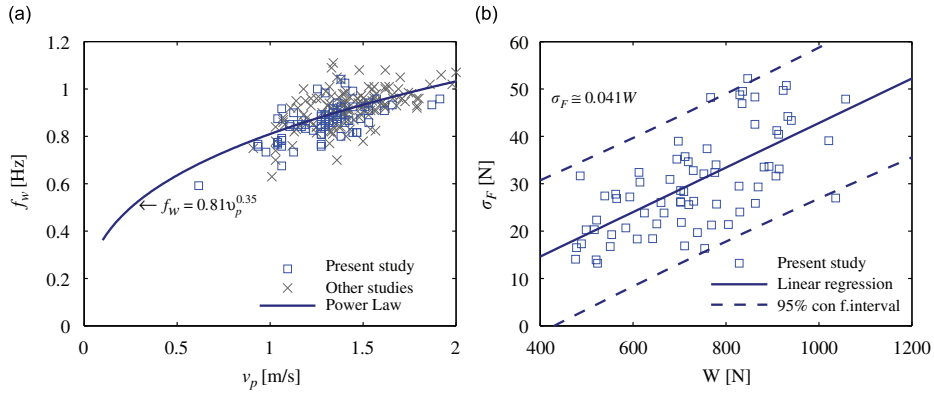 (a)
1.2
1
0.8
0.6
0.4
0.2
0
f_w [Hz]
← f_W = 0.81υ_p^0.35
Present study
Other studies
Power Law
0 0.5 1 1.5 2
v_p [m/s]
(b)
60
50
40
30
20
10
0
σ_F [N]
σ_F ≅ 0.041W
Present study
Linear regression
95% con f.interval
400 600 800 1000 1200
W [N]